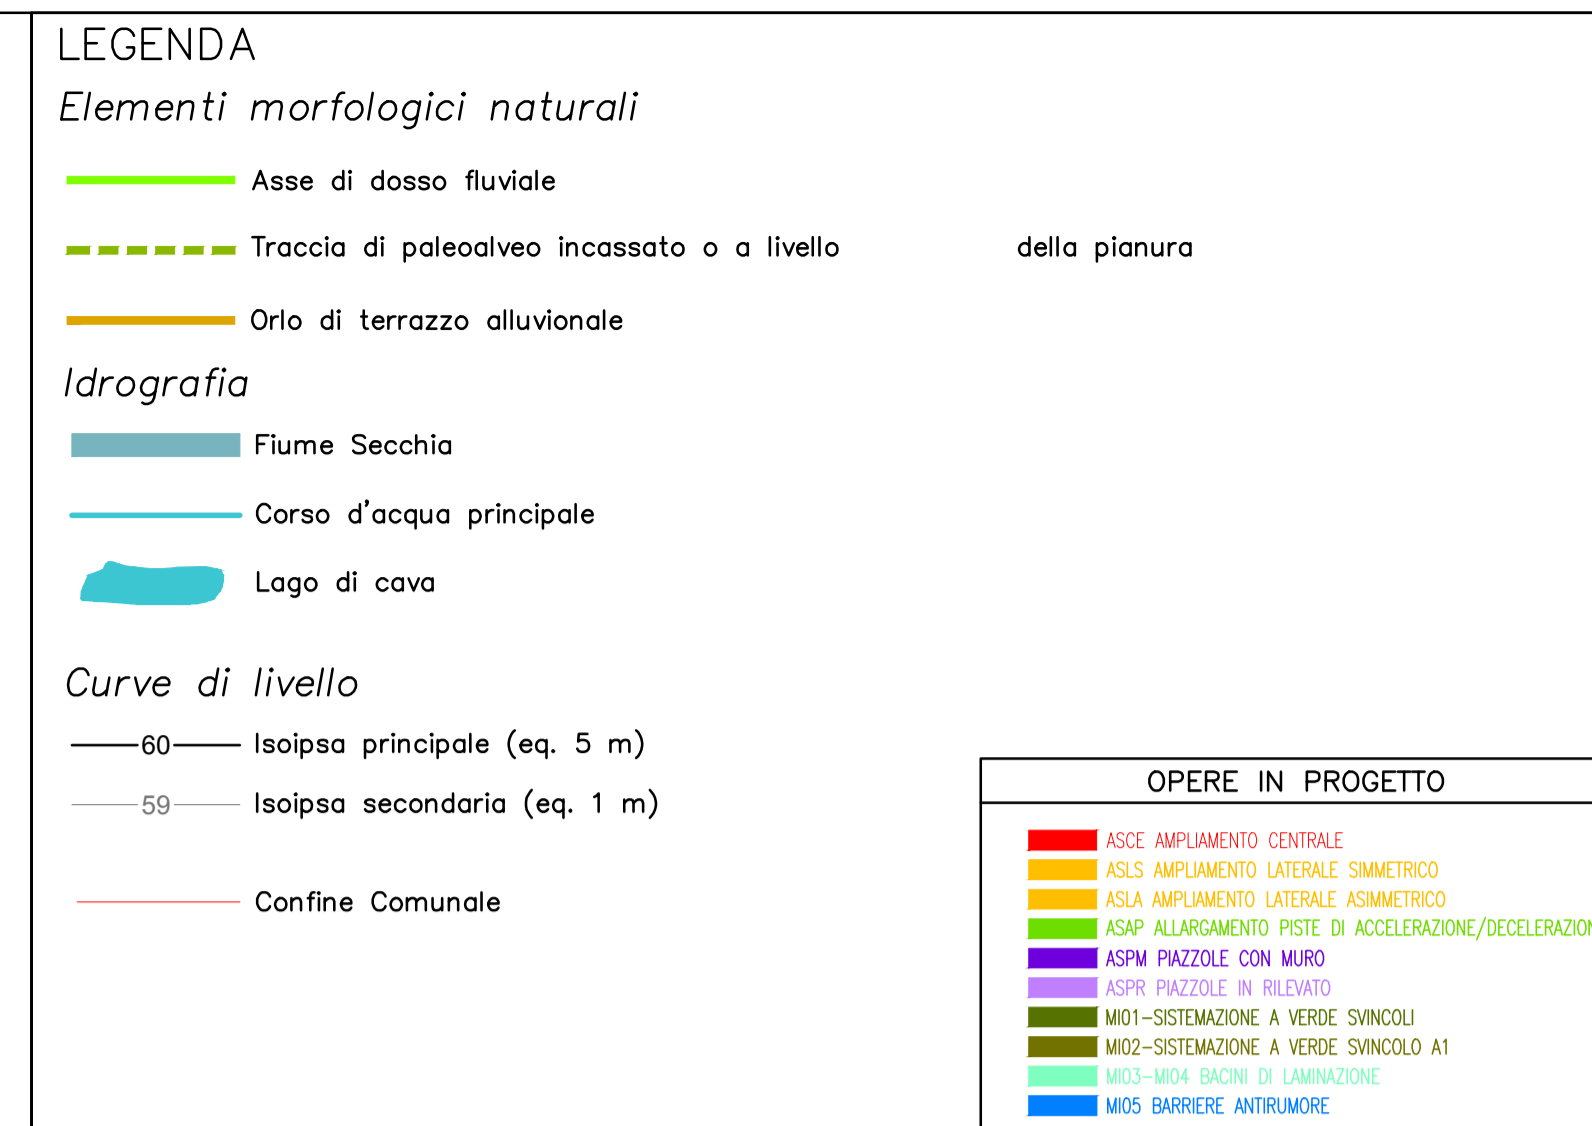 LEGENDA
Elementi morfologici naturali
Asse di dosso fluviale
Traccia di paleoalveo incassato o a livello della pianura
Orlo di terrazzo alluvionale
Idrografia
Fiume Secchia
Corso d'acqua principale
Lago di cava
Curve di livello
60 Isoipsa principale (eq. 5 m)
59 Isoipsa secondaria (eq. 1 m)
Confine Comunale
OPERE IN PROGETTO
ASCE AMPLIAMENTO CENTRALE
ASLS AMPLIAMENTO LATERALE SIMMETRICO
ASLA AMPLIAMENTO LATERALE ASIMMETRICO
ASAP ALLARGAMENTO PISTE DI ACCELERAZIONE/DECELERAZION
ASPM PIAZZOLE CON MURO
ASPR PIAZZOLE IN RILEVATO
MI01-SISTEMAZIONE A VERDE SVINCOLI
MI02-SISTEMAZIONE A VERDE SVINCOLO A1
MI03-MI04 BACINI DI LAMINAZIONE
MI05 BARRIERE ANTIRUMORE